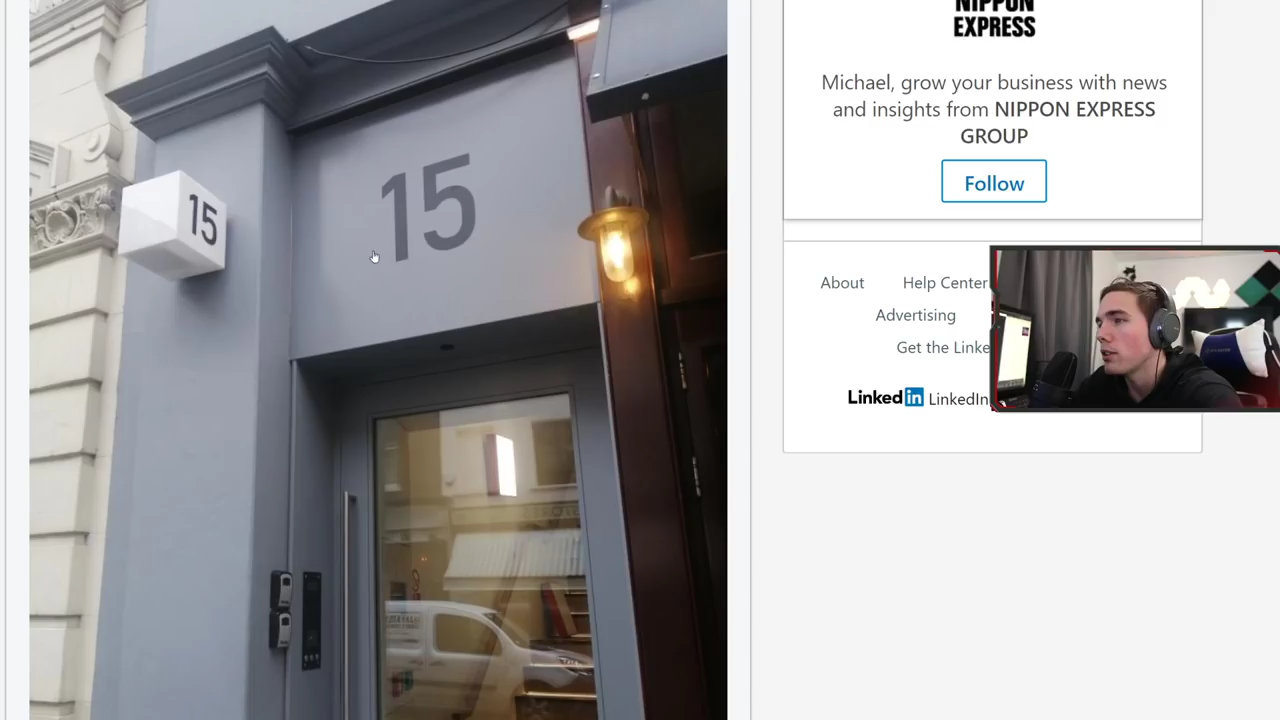 15
15
NIPPON
EXPRESS
Michael, grow your business with news
and insights from NIPPON EXPRESS
GROUP
Follow
About Help Center
Advertising
Get the Linke
Linkedin LinkedIn